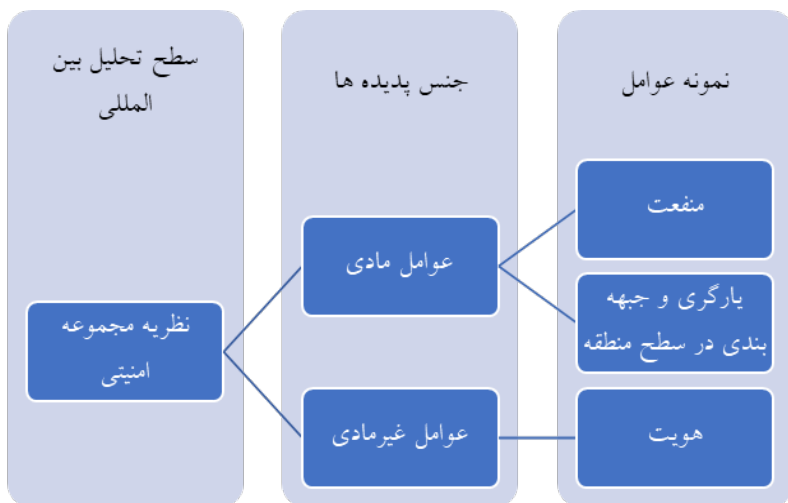 سطح تحلیل بین
المللی
جنس پدیده ها
نمونه عوامل
نظریه مجموعه
امنیتی
عوامل مادی
عوامل غیرمادی
منفعت
یارگری و جبهه
بندی در سطح منطقه
هویت